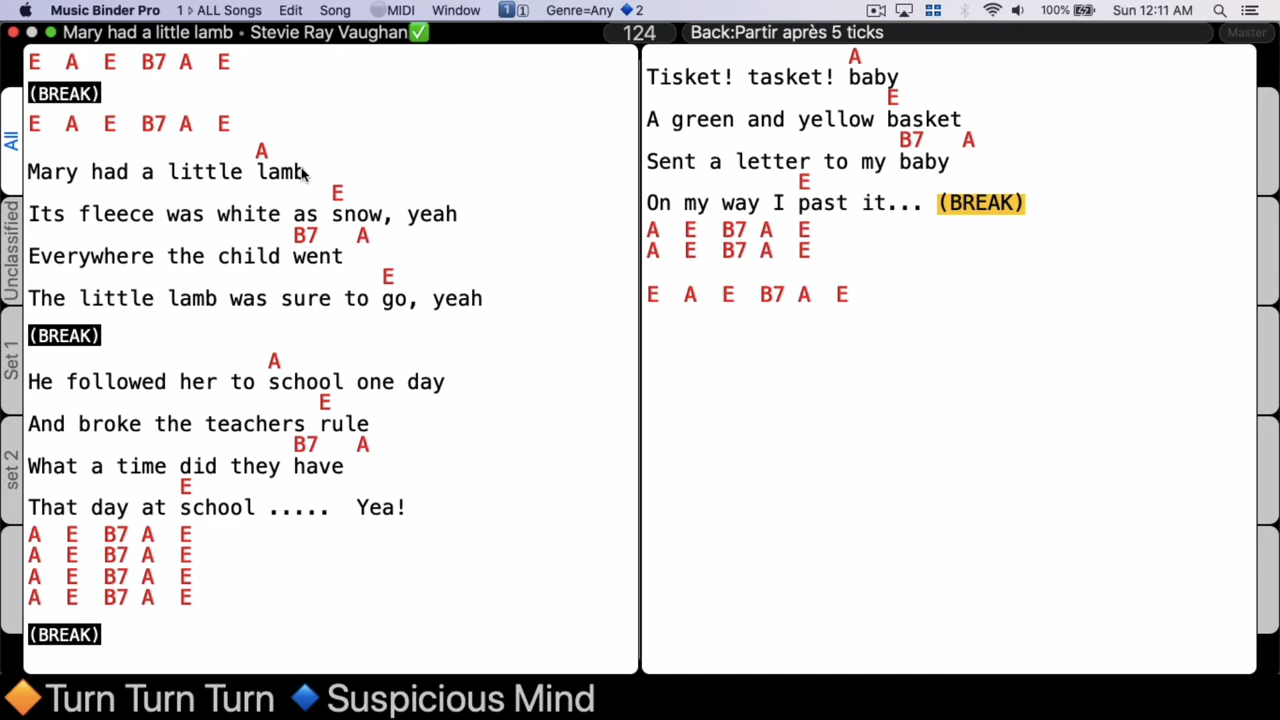 Music Binder Pro 1 ALL Songs Edit Song MIDI Window 1 1 Genre=Any 2 100% Sun 12:11 AM
Mary had a little lamb • Stevie Ray Vaughan 124 Back:Partir après 5 ticks Master
All
Unclassified
Set 1
set 2
E A E B7 A E
(BREAK)
E A E B7 A E
A
Mary had a little lamb
E
Its fleece was white as snow, yeah
B7 A
Everywhere the child went
E
The little lamb was sure to go, yeah
(BREAK)
A
He followed her to school one day
E
And broke the teachers rule
B7 A
What a time did they have
E
That day at school ..... Yea!
A E B7 A E
A E B7 A E
A E B7 A E
A E B7 A E
(BREAK)
A
Tisket! tasket! baby
E
A green and yellow basket
B7 A
Sent a letter to my baby
E
On my way I past it... (BREAK)
A E B7 A E
A E B7 A E
E A E B7 A E
Turn Turn Turn Suspicious Mind